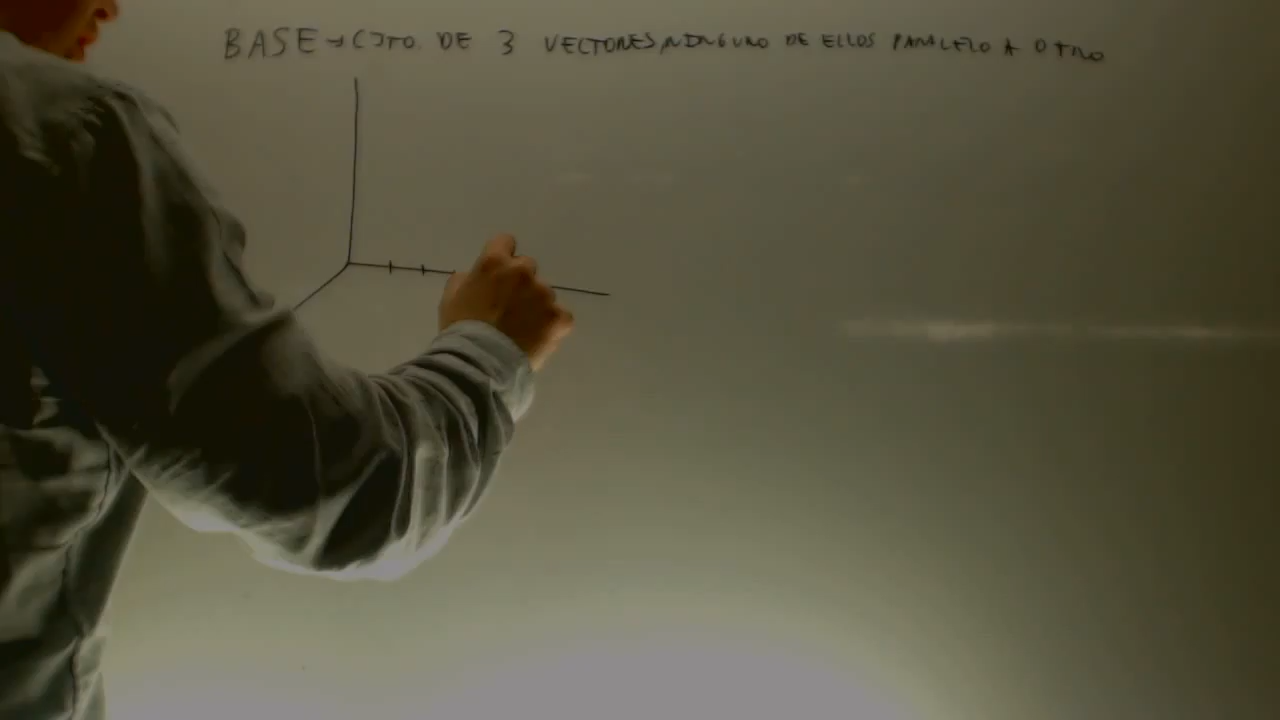 BASE → CJTO. DE 3 VECTORES, NINGUNO DE ELLOS PARALELO A OTRO